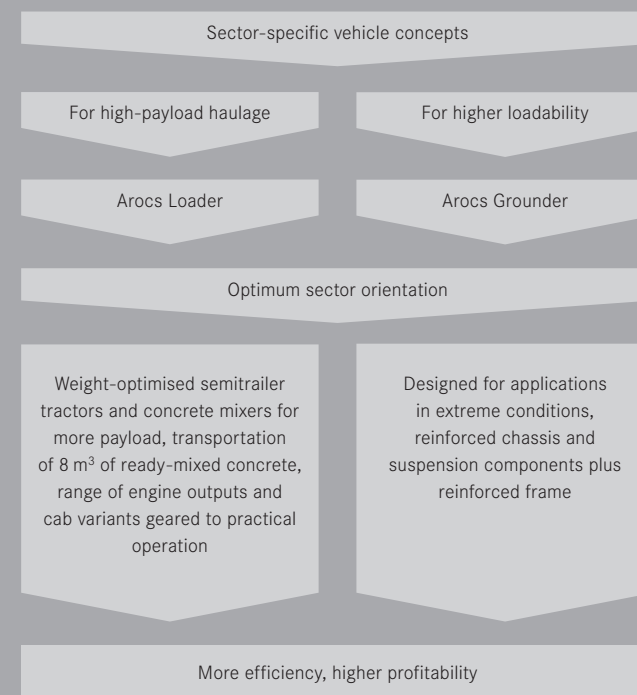 Sector-specific vehicle concepts
For high-payload haulage
For higher loadability
Arocs Loader
Arocs Grounder
Optimum sector orientation
Weight-optimised semitrailer
tractors and concrete mixers for
more payload, transportation
of 8 m³ of ready-mixed concrete,
range of engine outputs and
cab variants geared to practical
operation
Designed for applications
in extreme conditions,
reinforced chassis and
suspension components plus
reinforced frame
More efficiency, higher profitability